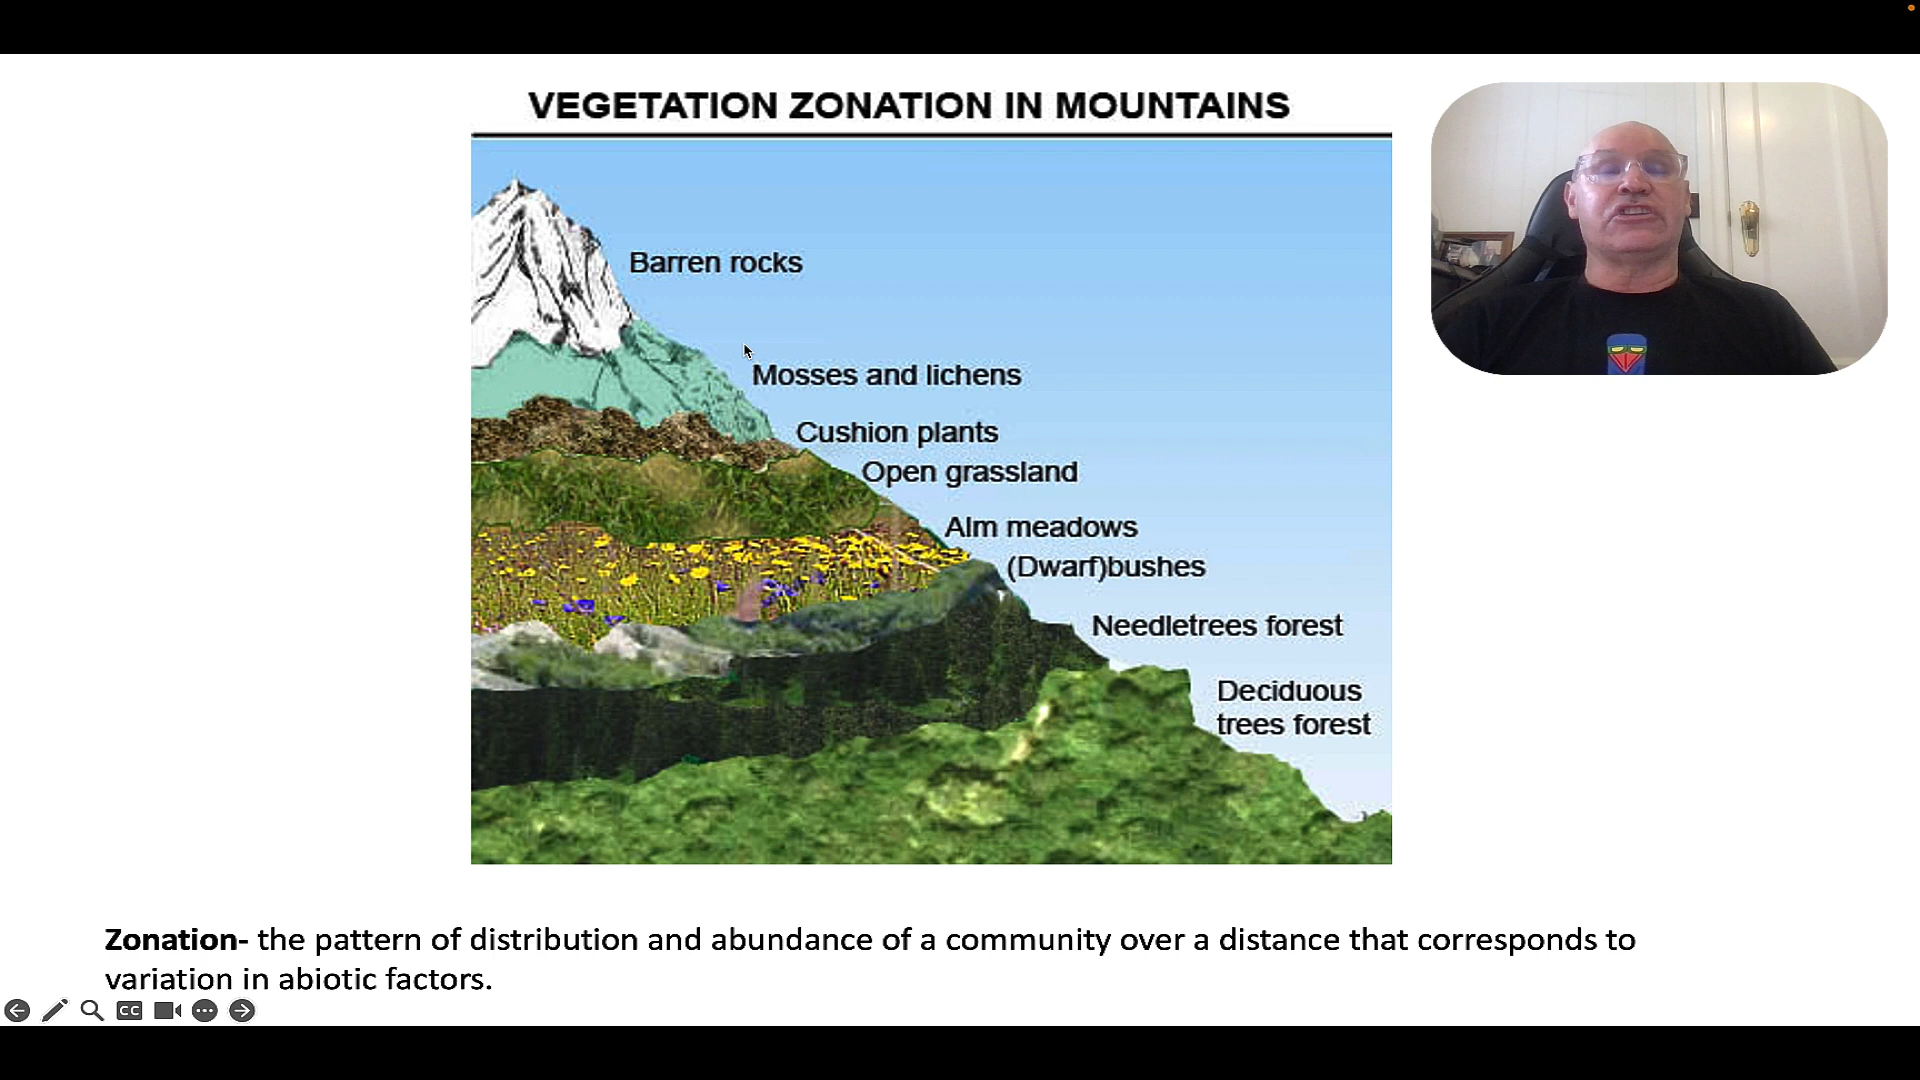 VEGETATION ZONATION IN MOUNTAINS
Barren rocks
Mosses and lichens
Cushion plants
Open grassland
Alm meadows
(Dwarf)bushes
Needletrees forest
Deciduous
trees forest
Zonation- the pattern of distribution and abundance of a community over a distance that corresponds to
variation in abiotic factors.
CC